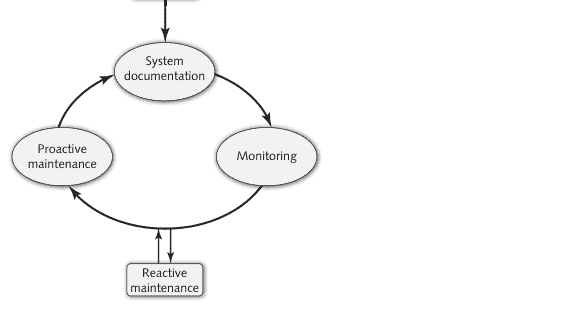 System
documentation
Proactive
maintenance
Monitoring
Reactive
maintenance